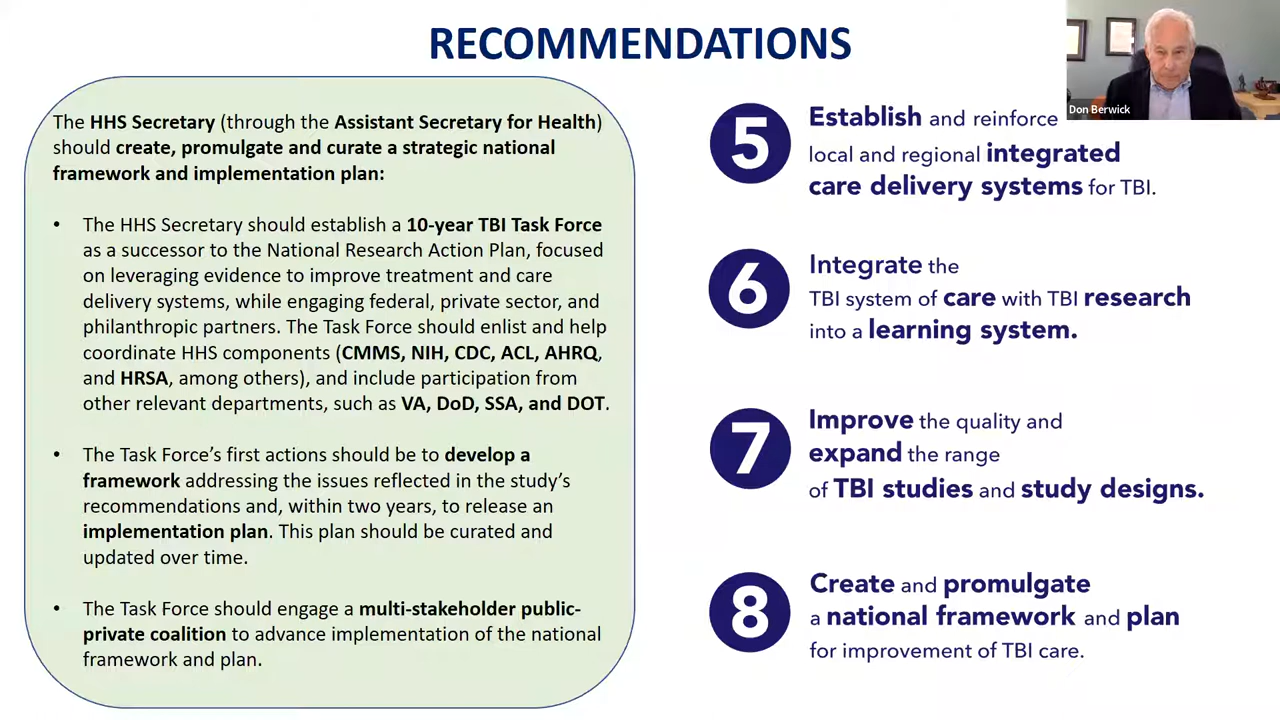 RECOMMENDATIONS
Don Berwick
The HHS Secretary (through the Assistant Secretary for Health)
should create, promulgate and curate a strategic national
framework and implementation plan:
• The HHS Secretary should establish a 10-year TBI Task Force
as a successor to the National Research Action Plan, focused
on leveraging evidence to improve treatment and care
delivery systems, while engaging federal, private sector, and
philanthropic partners. The Task Force should enlist and help
coordinate HHS components (CMMS, NIH, CDC, ACL, AHRQ,
and HRSA, among others), and include participation from
other relevant departments, such as VA, DoD, SSA, and DOT.
• The Task Force’s first actions should be to develop a
framework addressing the issues reflected in the study’s
recommendations and, within two years, to release an
implementation plan. This plan should be curated and
updated over time.
• The Task Force should engage a multi-stakeholder public-
private coalition to advance implementation of the national
framework and plan.
5
Establish and reinforce
local and regional integrated
care delivery systems for TBI.
6
Integrate the
TBI system of care with TBI research
into a learning system.
7
Improve the quality and
expand the range
of TBI studies and study designs.
8
Create and promulgate
a national framework and plan
for improvement of TBI care.